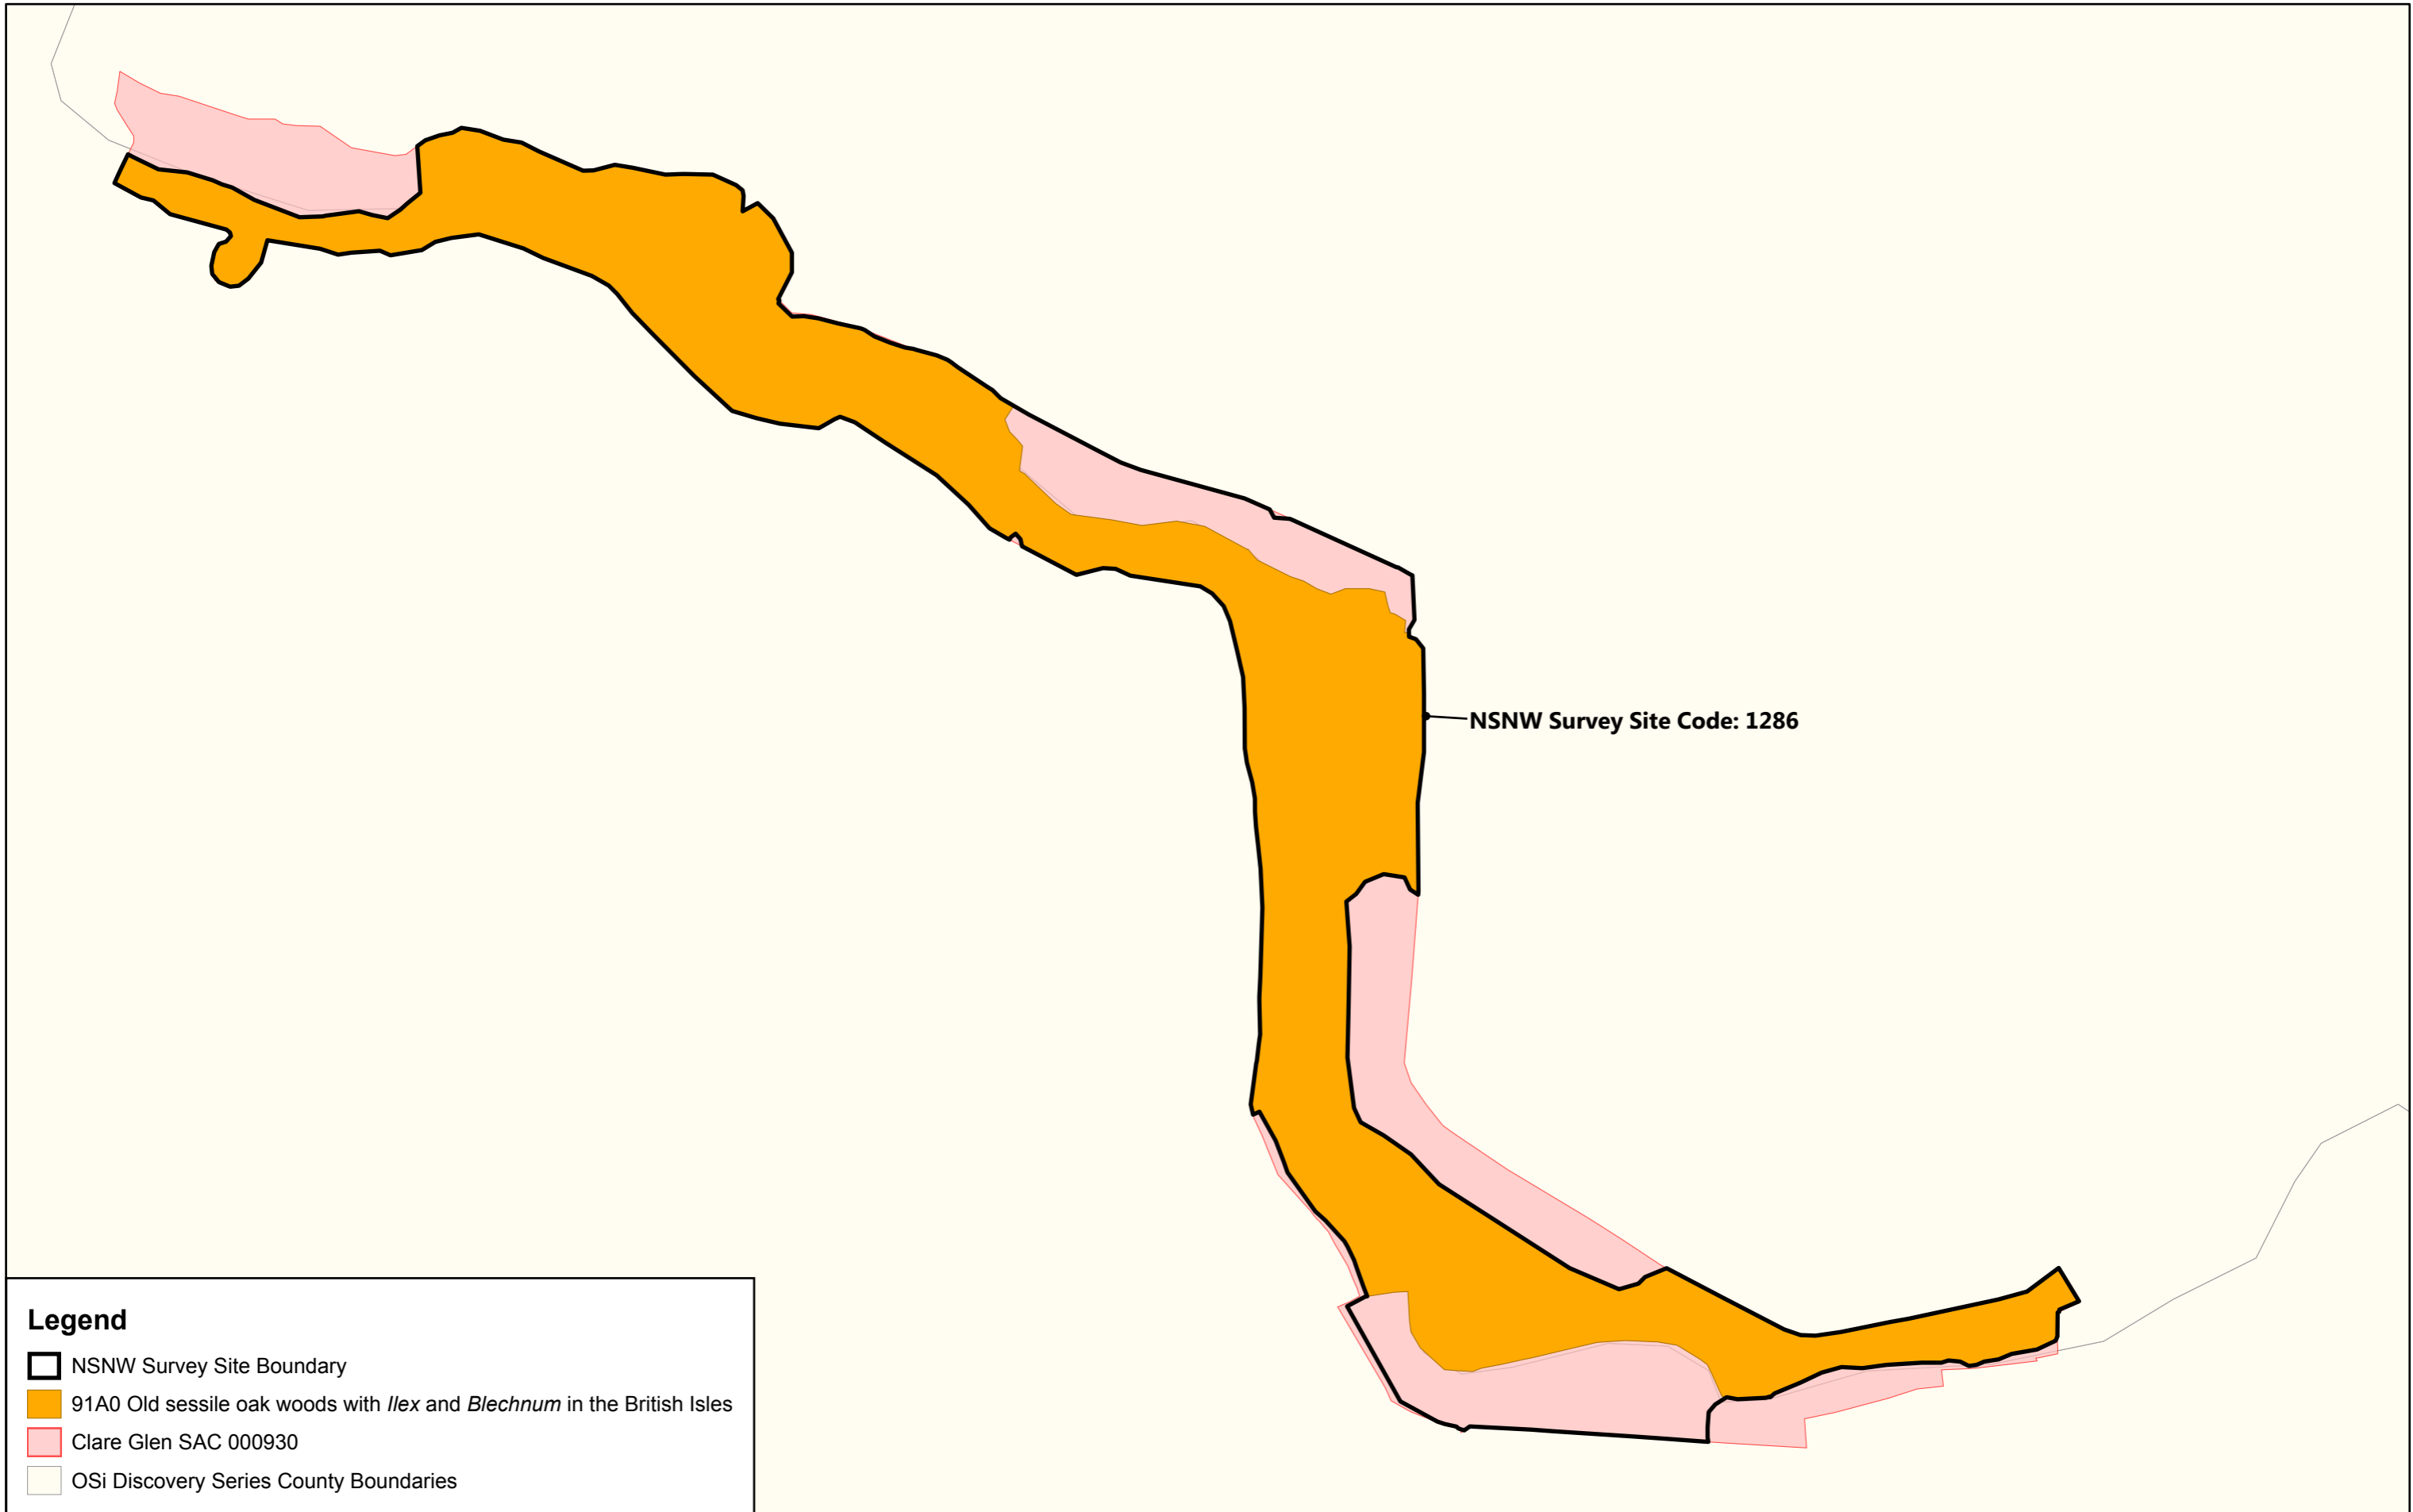 NSNW Survey Site Code: 1286
Legend
NSNW Survey Site Boundary
91A0 Old sessile oak woods with Ilex and Blechnum in the British Isles
Clare Glen SAC 000930
OSi Discovery Series County Boundaries